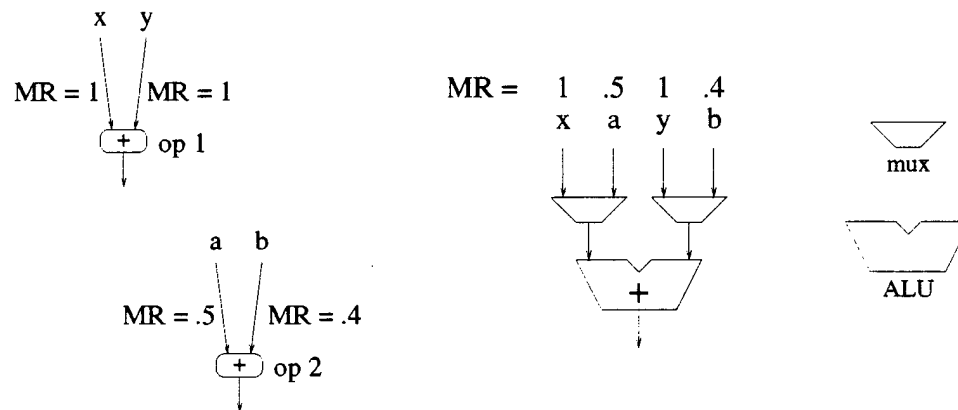 x y
MR = 1 MR = 1
+ op 1
a b
MR = .5 MR = .4
+ op 2
MR = 1 .5 1 .4
x a y b
+
mux
ALU